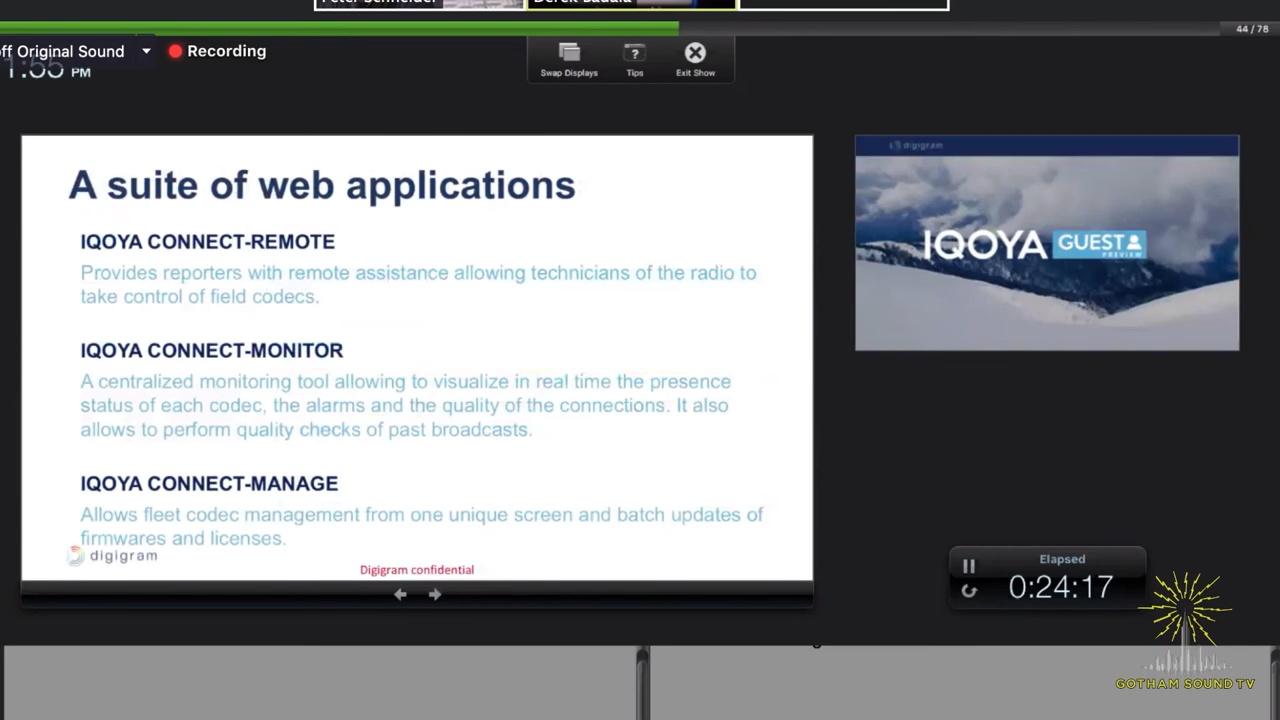 Peter Schneider
Derek Badala
44 / 78
off Original Sound
Recording
1:55 PM
Swap Displays
Tips
Exit Show
A suite of web applications
IQOYA CONNECT-REMOTE
Provides reporters with remote assistance allowing technicians of the radio to
take control of field codecs.
IQOYA CONNECT-MONITOR
A centralized monitoring tool allowing to visualize in real time the presence
status of each codec, the alarms and the quality of the connections. It also
allows to perform quality checks of past broadcasts.
IQOYA CONNECT-MANAGE
Allows fleet codec management from one unique screen and batch updates of
firmwares and licenses.
digigram
Digigram confidential
digigram
IQOYA GUEST
PREVIEW
Elapsed
0:24:17
GOTHAM SOUND TV